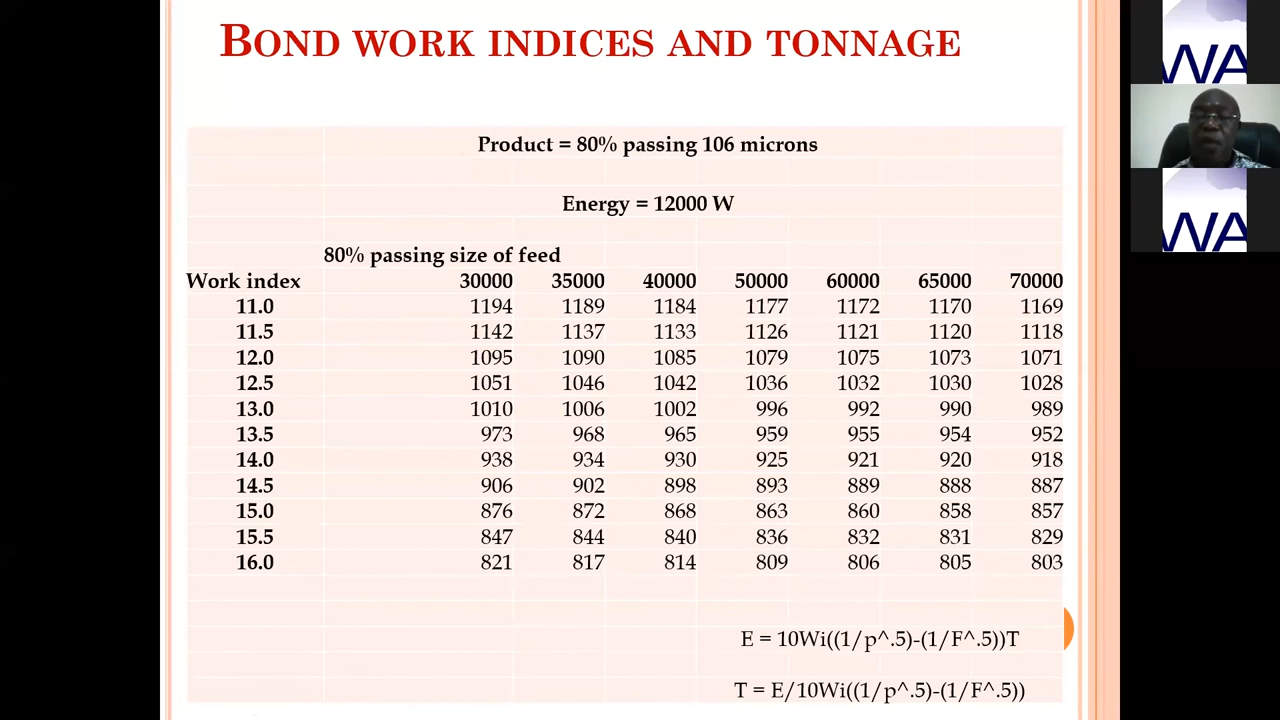 BOND WORK INDICES AND TONNAGE
Product = 80% passing 106 microns
Energy = 12000 W
80% passing size of feed
Work index 30000 35000 40000 50000 60000 65000 70000
11.0 1194 1189 1184 1177 1172 1170 1169
11.5 1142 1137 1133 1126 1121 1120 1118
12.0 1095 1090 1085 1079 1075 1073 1071
12.5 1051 1046 1042 1036 1032 1030 1028
13.0 1010 1006 1002 996 992 990 989
13.5 973 968 965 959 955 954 952
14.0 938 934 930 925 921 920 918
14.5 906 902 898 893 889 888 887
15.0 876 872 868 863 860 858 857
15.5 847 844 840 836 832 831 829
16.0 821 817 814 809 806 805 803
E = 10Wi((1/p^.5)-(1/F^.5))T
T = E/10Wi((1/p^.5)-(1/F^.5))
WA
WA